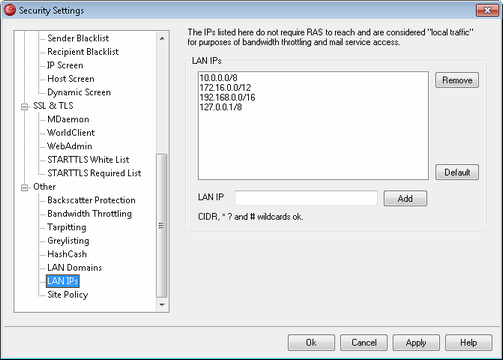 Security Settings
Sender Blacklist
Recipient Blacklist
IP Screen
Host Screen
Dynamic Screen
SSL & TLS
MDaemon
WorldClient
WebAdmin
STARTTLS White List
STARTTLS Required List
Other
Backscatter Protection
Bandwidth Throttling
Tarpitting
Greylisting
HashCash
LAN Domains
LAN IPs
Site Policy
The IPs listed here do not require RAS to reach and are considered "local traffic"
for purposes of bandwidth throttling and mail service access.
LAN IPs
10.0.0.0/8
172.16.0.0/12
192.168.0.0/16
127.0.0.1/8
Remove
Default
LAN IP
Add
CIDR, * ? and # wildcards ok.
Ok
Cancel
Apply
Help